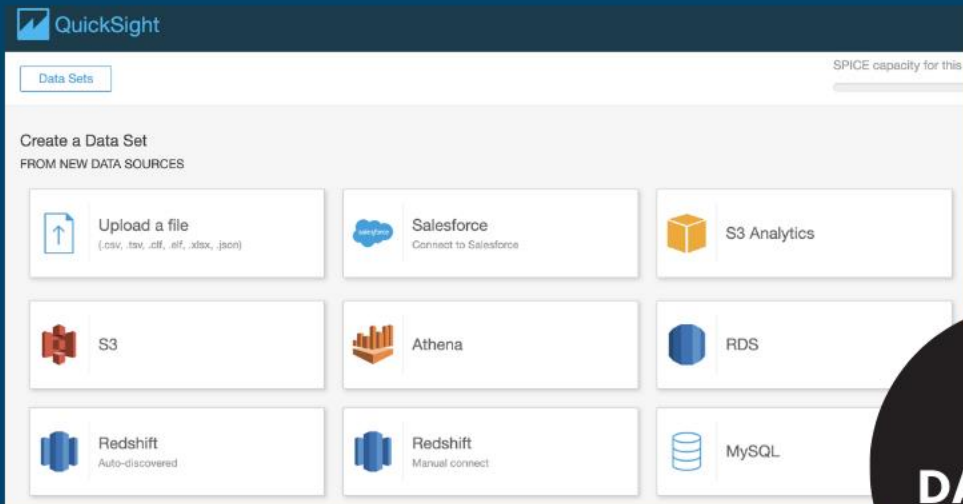 QuickSight
Data Sets
SPICE capacity for this
Create a Data Set
FROM NEW DATA SOURCES
Upload a file
(.csv, .tsv, .clf, .elf, .xlsx, .json)
salesforce
Salesforce
Connect to Salesforce
S3 Analytics
S3
Athena
RDS
Redshift
Auto-discovered
Redshift
Manual connect
MySQL
DA